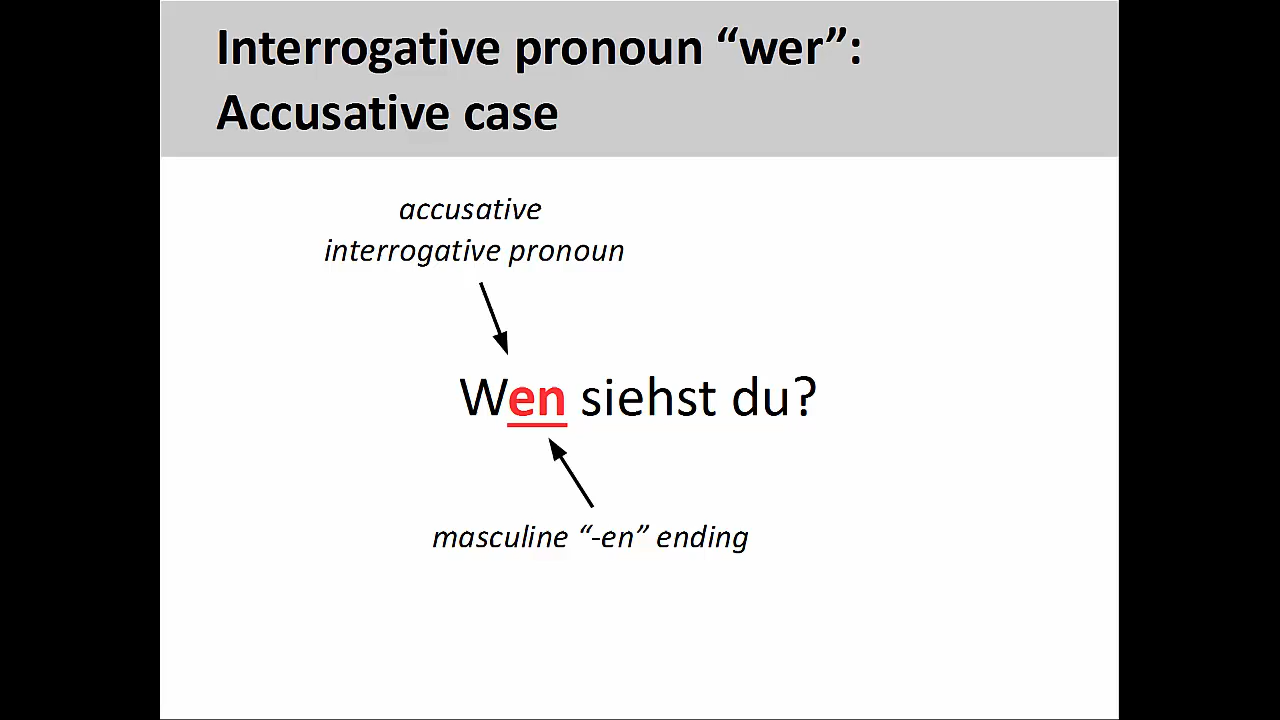 Interrogative pronoun “wer”:
Accusative case
accusative
interrogative pronoun
Wen siehst du?
masculine “-en” ending